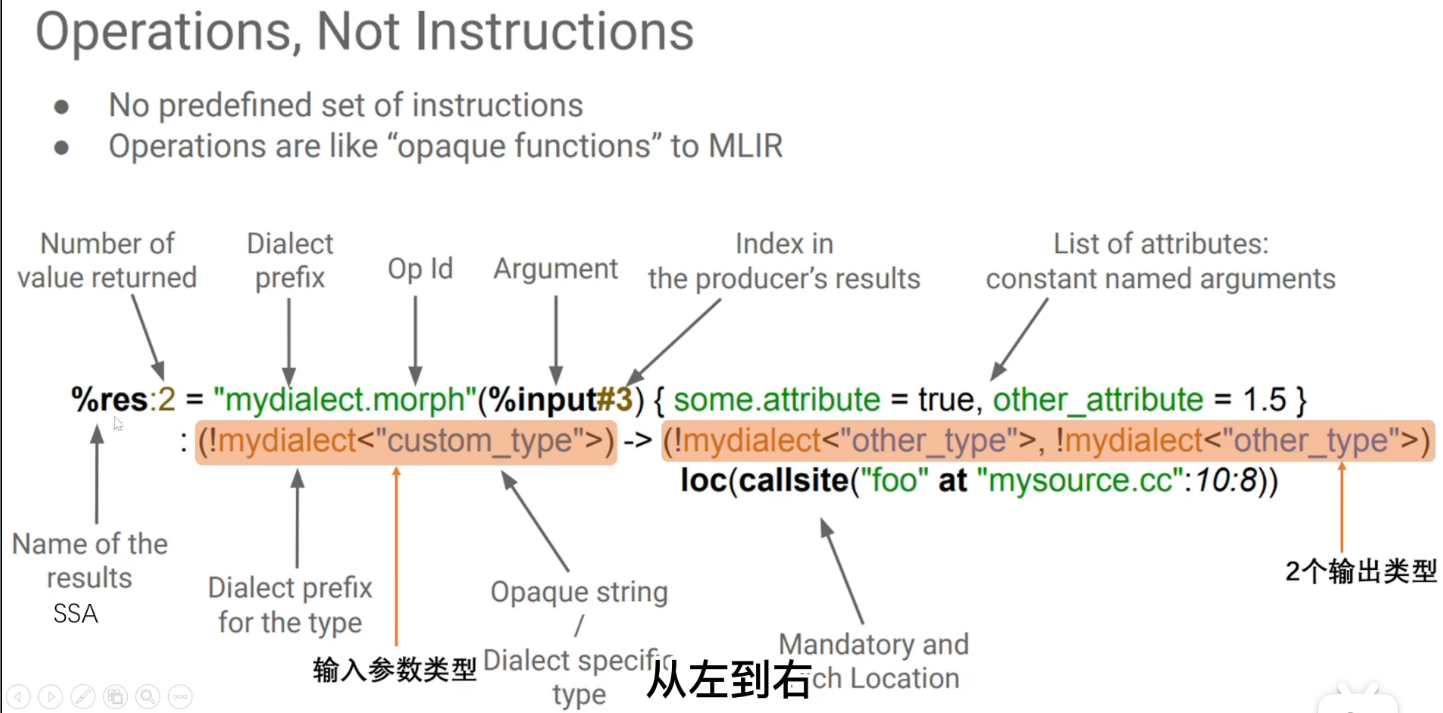 Operations, Not Instructions
● No predefined set of instructions
● Operations are like “opaque functions” to MLIR
Number of
value returned
Dialect
prefix
Op Id
Argument
Index in
the producer’s results
List of attributes:
constant named arguments
%res:2 = "mydialect.morph"(%input#3) { some.attribute = true, other_attribute = 1.5 }
: (!mydialect<"custom_type">) -> (!mydialect<"other_type">, !mydialect<"other_type">)
loc(callsite("foo" at "mysource.cc":10:8))
Name of the
results
SSA
Dialect prefix
for the type
输入参数类型
Opaque string
/
Dialect specific
type
Mandatory and
Location
2个输出类型
从左到右